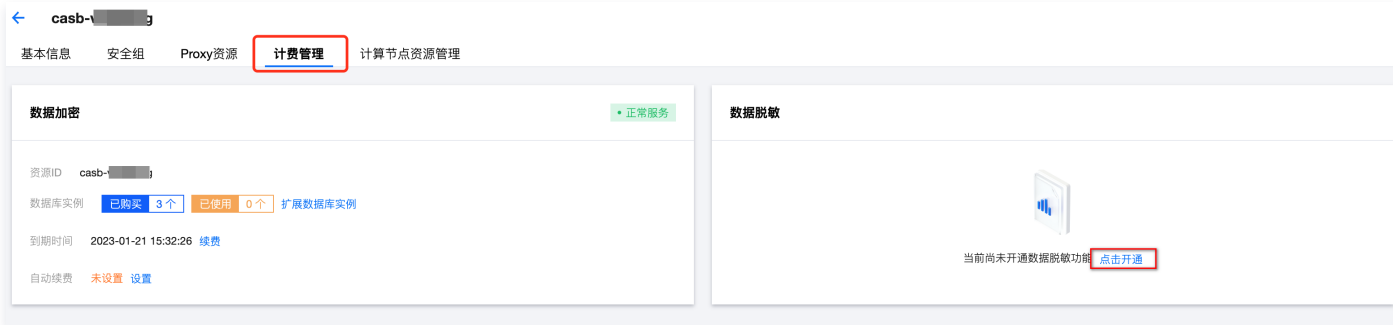 casb-
基本信息 安全组 Proxy资源 计费管理 计算节点资源管理
数据加密 • 正常服务
资源ID casb-
数据库实例 已购买 3 个 已使用 0 个 扩展数据库实例
到期时间 2023-01-21 15:32:26 续费
自动续费 未设置 设置
数据脱敏
当前尚未开通数据脱敏功能 点击开通